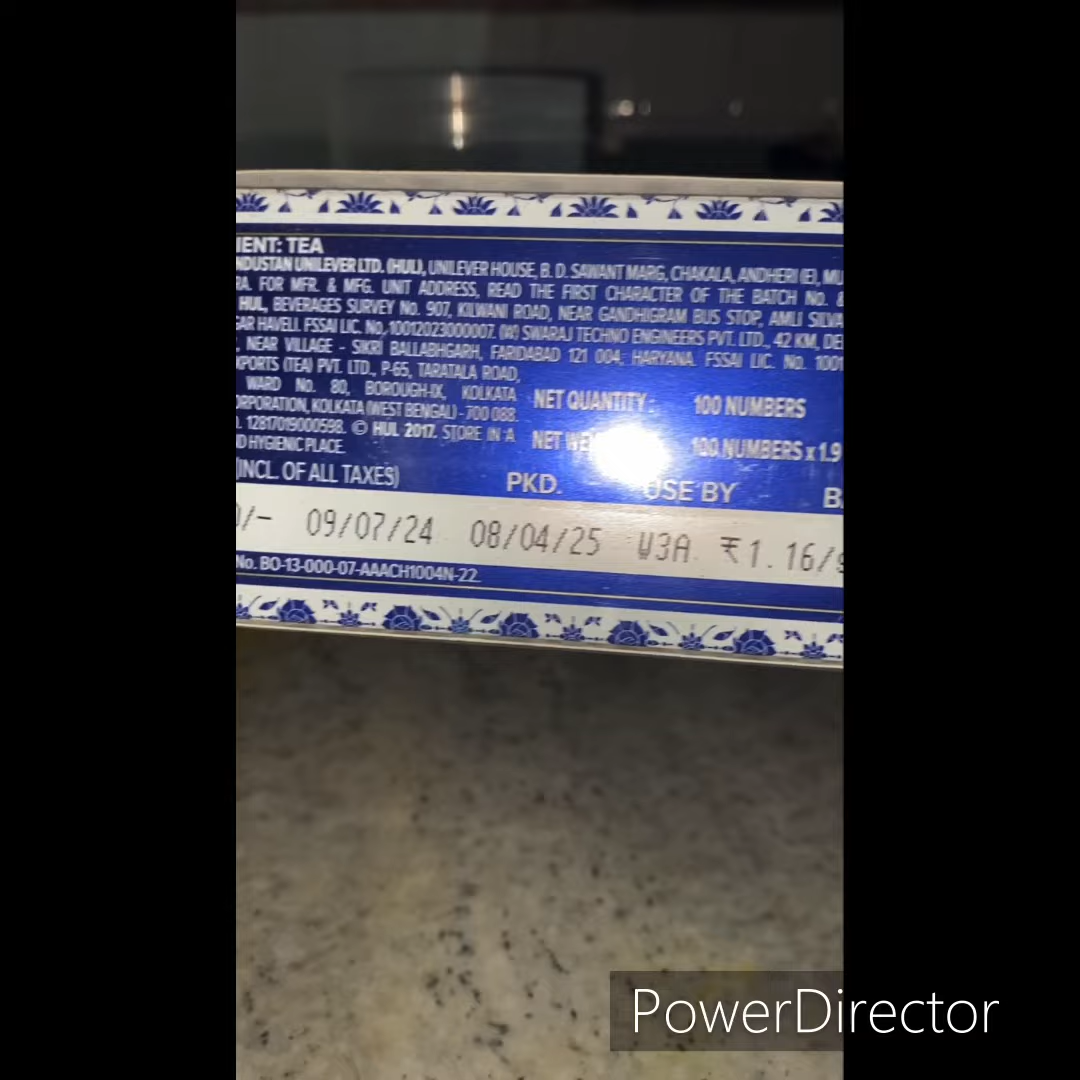 IENT: TEA
NDUSTAN UNILEVER LTD. (HUL), UNILEVER HOUSE, B. D. SAWANT MARG, CHAKALA, ANDHERI (E), MU
RA. FOR MFR. & MFG. UNIT ADDRESS, READ THE FIRST CHARACTER OF THE BATCH No. &
HUL, BEVERAGES SURVEY No. 907, KILWANI ROAD, NEAR GANDHIGRAM BUS STOP, AMLI SILVA
AR HAVELI. FSSAI LIC. No. 10012023000007. (W) SWARAJ TECHNO ENGINEERS PVT. LTD., 42 KM, DE
, NEAR VILLAGE - SIKRI BALLABHGARH, FARIDABAD 121 004, HARYANA. FSSAI LIC. No. 1001
XPORTS (TEA) PVT. LTD., P-65, TARATALA ROAD,
WARD No. 80, BOROUGH-IX, KOLKATA
ORPORATION, KOLKATA (WEST BENGAL) - 700 088.
. 12817019000598. © HUL 2017. STORE IN A
D HYGIENIC PLACE.
NET QUANTITY: 100 NUMBERS
NET WE 100 NUMBERS x 1.9
(INCL. OF ALL TAXES) PKD. USE BY B
0/- 09/07/24 08/04/25 W3A ₹1.16/g
No. BO-13-000-07-AAACH1004N-22.
PowerDirector